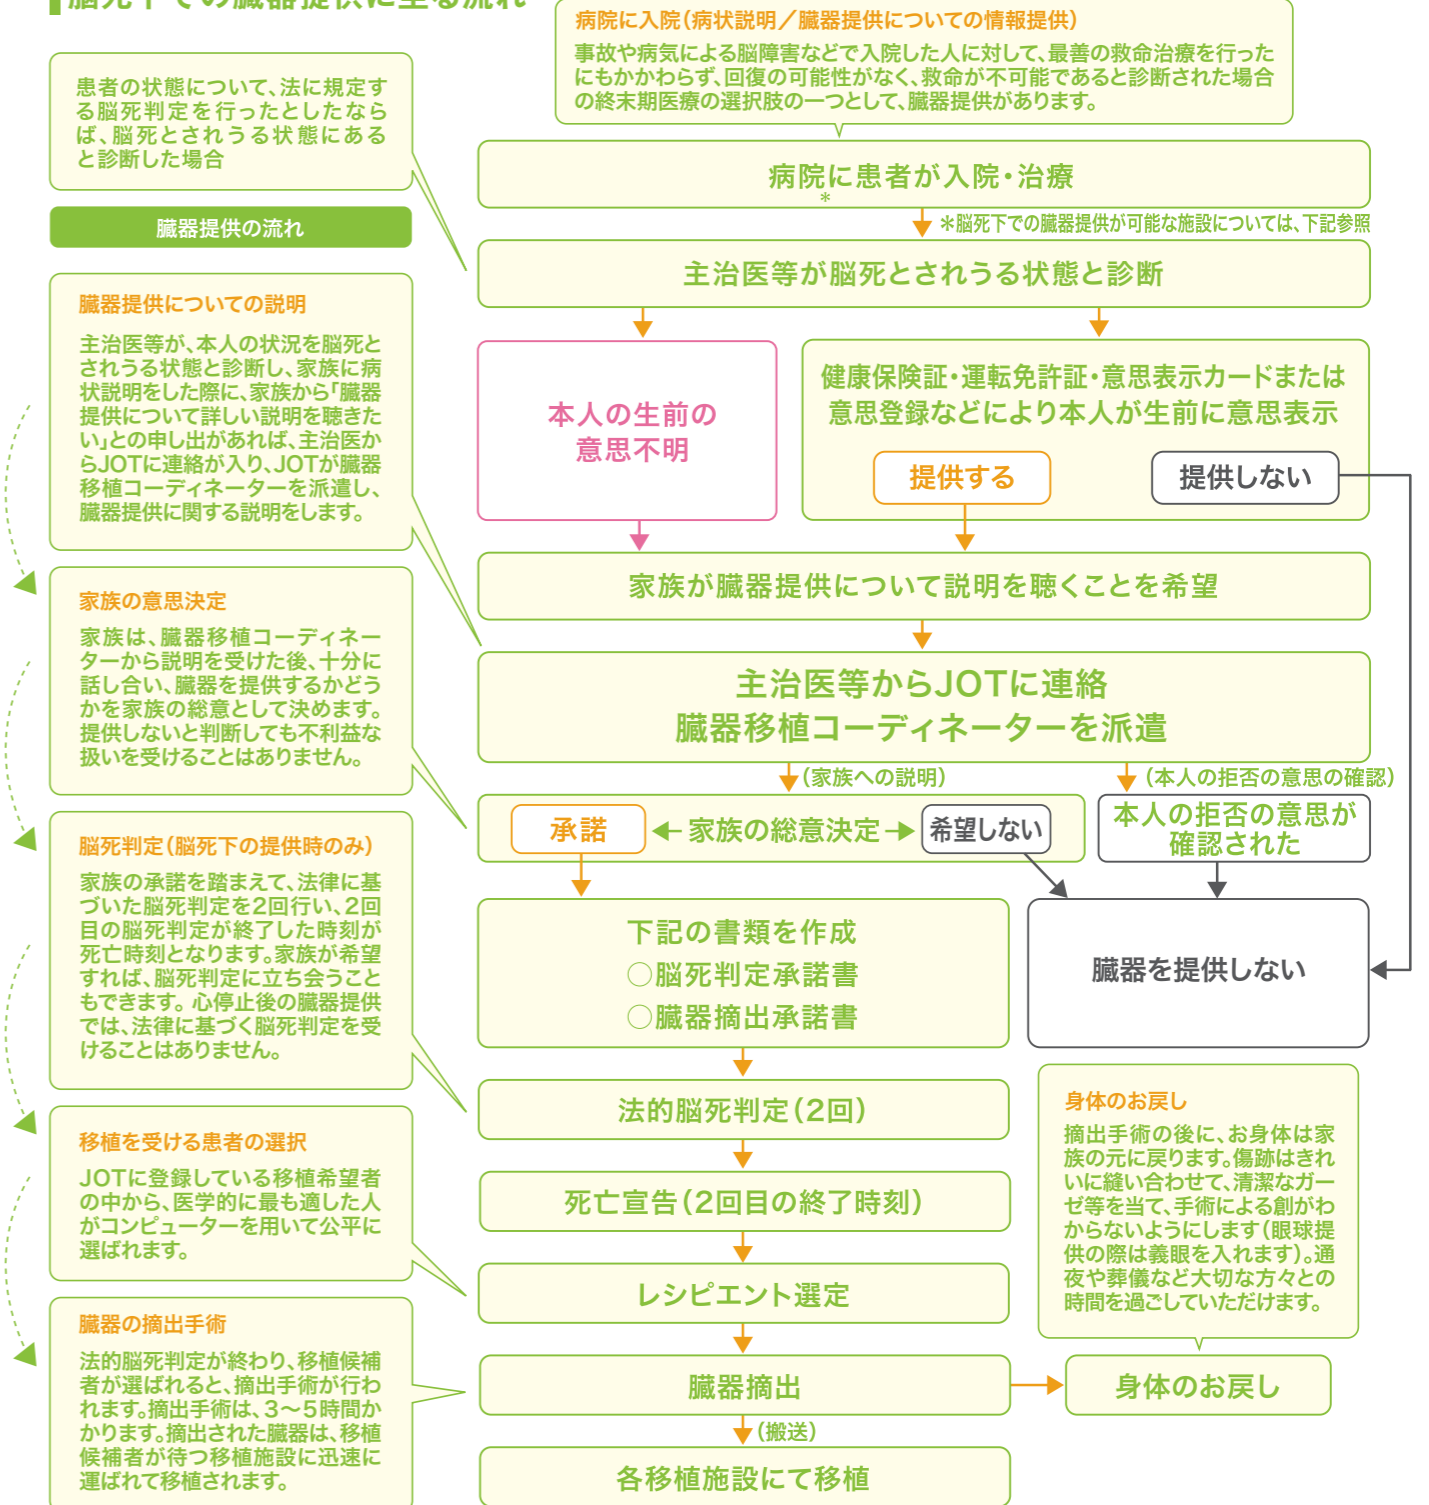 脳死下での臓器提供に至る流れ
病院に入院（病状説明／臓器提供についての情報提供）
事故や病気による脳障害などで入院した人に対して、最善の救命治療を行った
にもかかわらず、回復の可能性がなく、救命が不可能であると診断された場合
の終末期医療の選択肢の一つとして、臓器提供があります。
患者の状態について、法に規定す
る脳死判定を行ったとしたなら
ば、脳死とされうる状態にある
と診断した場合
病院に患者が入院・治療
＊
＊脳死下での臓器提供が可能な施設については、下記参照
臓器提供の流れ
主治医等が脳死とされうる状態と診断
臓器提供についての説明
主治医等が、本人の状況を脳死と
されうる状態と診断し、家族に病
状説明をした際に、家族から「臓器
提供について詳しい説明を聴きた
い」との申し出があれば、主治医か
らJOTに連絡が入り、JOTが臓器
移植コーディネーターを派遣し、
臓器提供に関する説明をします。
本人の生前の
意思不明
健康保険証・運転免許証・意思表示カードまたは
意思登録などにより本人が生前に意思表示
提供する
提供しない
家族が臓器提供について説明を聴くことを希望
家族の意思決定
家族は、臓器移植コーディネー
ターから説明を受けた後、十分に
話し合い、臓器を提供するかどう
かを家族の総意として決めます。
提供しないと判断しても不利益な
扱いを受けることはありません。
主治医等からJOTに連絡
臓器移植コーディネーターを派遣
（家族への説明）
（本人の拒否の意思の確認）
承諾
家族の総意決定
希望しない
本人の拒否の意思が
確認された
脳死判定（脳死下の提供時のみ）
家族の承諾を踏まえて、法律に基
づいた脳死判定を2回行い、2回
目の脳死判定が終了した時刻が
死亡時刻となります。家族が希望
すれば、脳死判定に立ち会うこと
もできます。心停止後の臓器提供
では、法律に基づく脳死判定を受
けることはありません。
下記の書類を作成
○脳死判定承諾書
○臓器摘出承諾書
臓器を提供しない
法的脳死判定（2回）
移植を受ける患者の選択
JOTに登録している移植希望者
の中から、医学的に最も適した人
がコンピューターを用いて公平に
選ばれます。
死亡宣告（2回目の終了時刻）
レシピエント選定
身体のお戻し
摘出手術の後に、お身体は家
族の元に戻ります。傷跡はきれ
いに縫い合わせて、清潔なガー
ゼ等を当て、手術による創がわ
からないようにします（眼球提
供の際は義眼を入れます）。通
夜や葬儀など大切な方々との
時間を過ごしていただけます。
臓器の摘出手術
法的脳死判定が終わり、移植候補
者が選ばれると、摘出手術が行わ
れます。摘出手術は、3〜5時間か
かります。摘出された臓器は、移植
候補者が待つ移植施設に迅速に
運ばれて移植されます。
臓器摘出
身体のお戻し
（搬送）
各移植施設にて移植